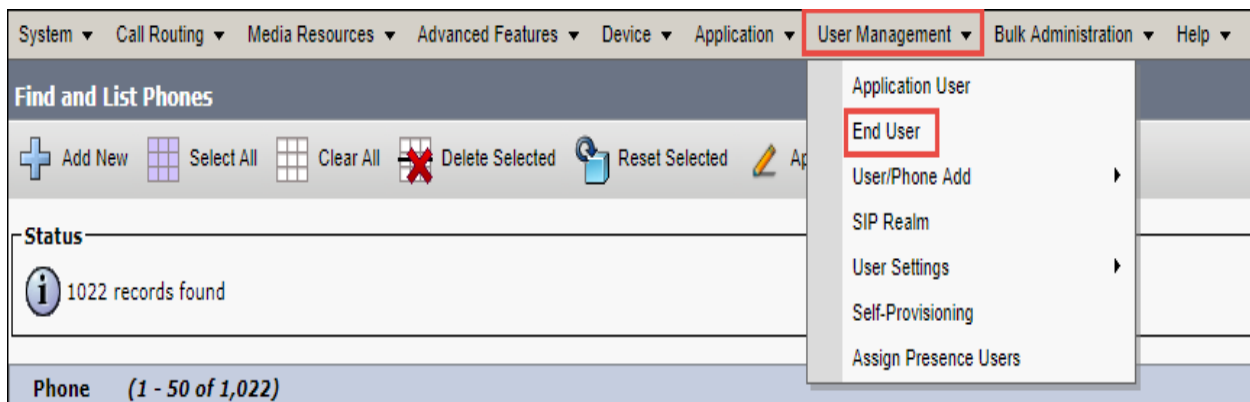 System Call Routing Media Resources Advanced Features Device Application User Management Bulk Administration Help
Find and List Phones
Add New Select All Clear All Delete Selected Reset Selected
Application User
End User
User/Phone Add
SIP Realm
User Settings
Self-Provisioning
Assign Presence Users
Status
1022 records found
Phone (1 - 50 of 1,022)